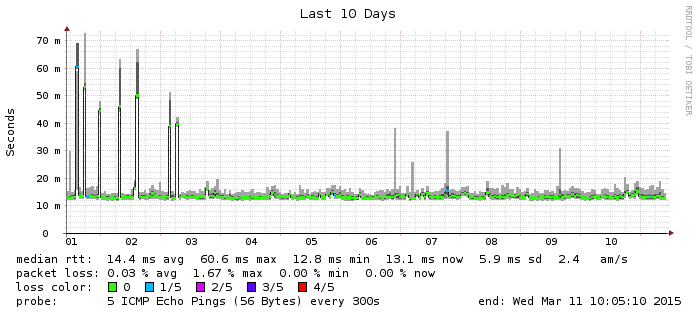 Last 10 Days
RRDTOOL / TOBI OETIKER
Seconds
70 m
60 m
50 m
40 m
30 m
20 m
10 m
0
01 02 03 04 05 06 07 08 09 10
median rtt: 14.4 ms avg 60.6 ms max 12.8 ms min 13.1 ms now 5.9 ms sd 2.4 am/s
packet loss: 0.03 % avg 1.67 % max 0.00 % min 0.00 % now
loss color: 0 1/5 2/5 3/5 4/5
probe: 5 ICMP Echo Pings (56 Bytes) every 300s end: Wed Mar 11 10:05:10 2015